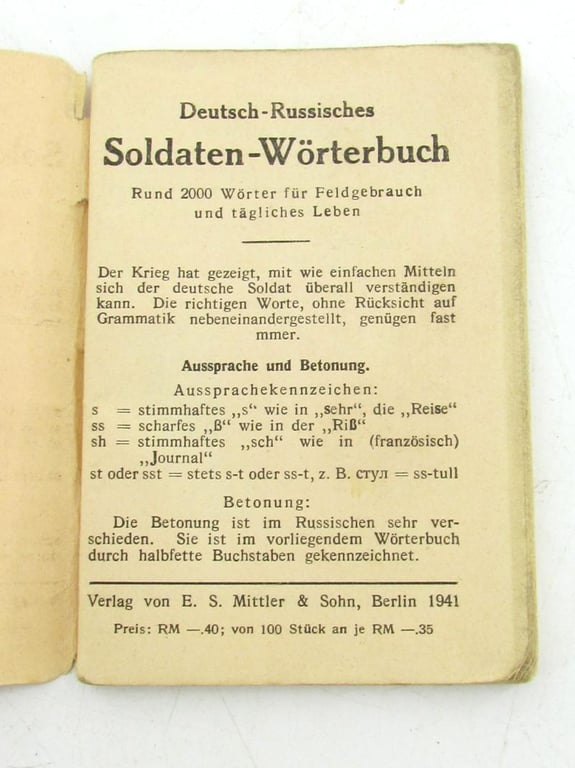 Deutsch-Russisches
Soldaten-Wörterbuch
Rund 2000 Wörter für Feldgebrauch
und tägliches Leben
Der Krieg hat gezeigt, mit wie einfachen Mitteln
sich der deutsche Soldat überall verständigen
kann. Die richtigen Worte, ohne Rücksicht auf
Grammatik nebeneinandergestellt, genügen fast
mmer.
Aussprache und Betonung.
Aussprachekennzeichen:
s = stimmhaftes „s“ wie in „sehr“, die „Reise“
ss = scharfes „ß“ wie in der „Riß“
sh = stimmhaftes „sch“ wie in (französisch)
„Journal“
st oder sst = stets s-t oder ss-t, z. B. стул = ss-tull
Betonung:
Die Betonung ist im Russischen sehr ver-
schieden. Sie ist im vorliegendem Wörterbuch
durch halbfette Buchstaben gekennzeichnet.
Verlag von E. S. Mittler & Sohn, Berlin 1941
Preis: RM —.40; von 100 Stück an je RM —.35